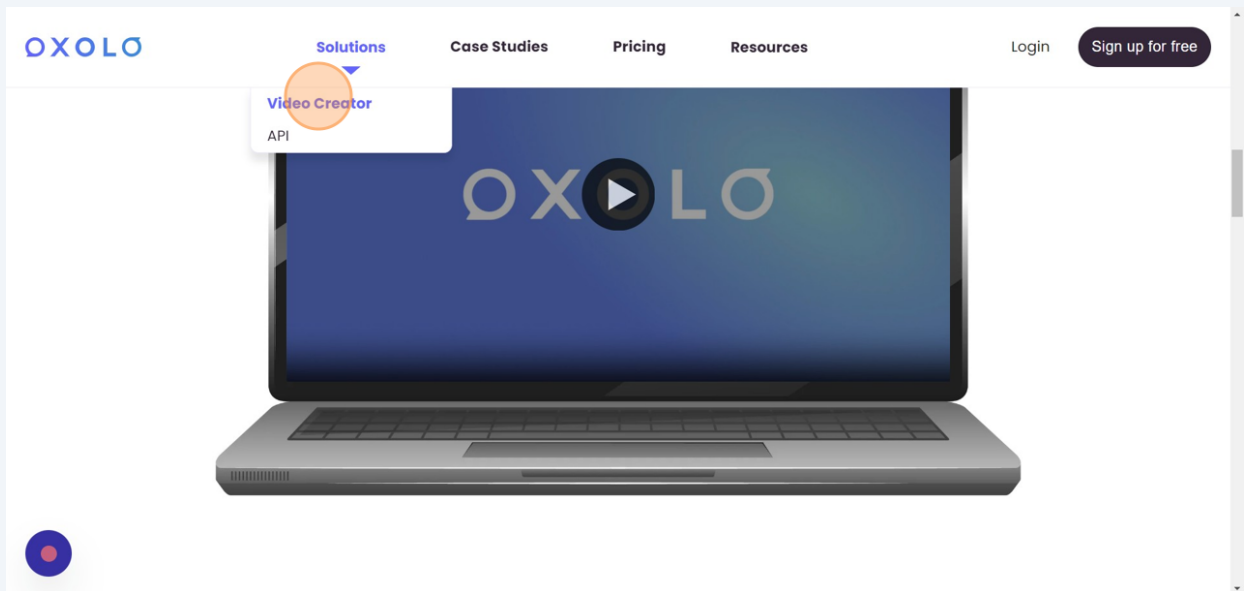 OXOLO
Solutions
Case Studies
Pricing
Resources
Login
Sign up for free
Video Creator
API
OXOLO